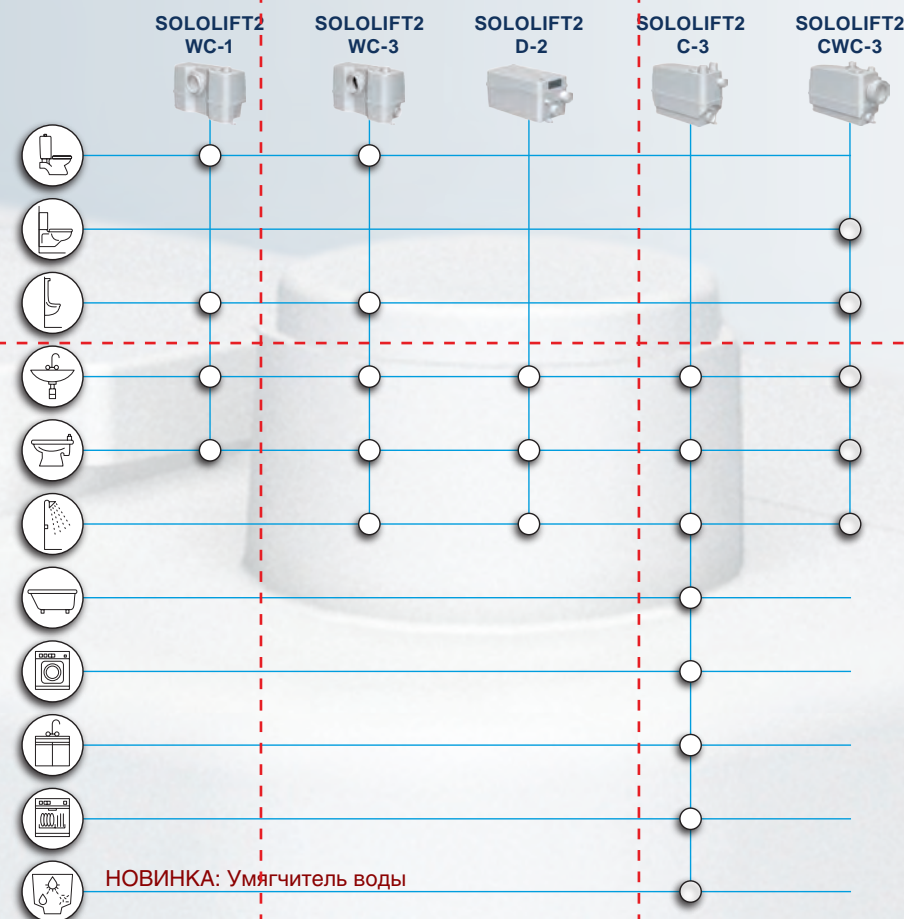 SOLOLIFT2 SOLOLIFT2 SOLOLIFT2 SOLOLIFT2 SOLOLIFT2
WC-1 WC-3 D-2 C-3 CWC-3
НОВИНКА: Умягчитель воды